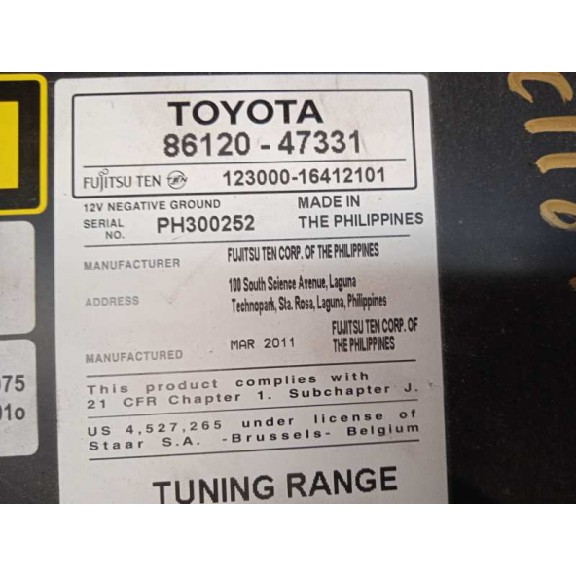 TOYOTA
86120 - 47331
FUJITSU TEN 123000-16412101
12V NEGATIVE GROUND MADE IN
SERIAL NO. PH300252 THE PHILIPPINES
MANUFACTURER FUJITSU TEN CORP. OF THE PHILIPPINES
ADDRESS 100 South Science Avenue, Laguna
Technopark, Sta. Rosa, Laguna, Philippines
MANUFACTURED MAR 2011 FUJITSU TEN CORP. OF
THE PHILIPPINES
This product complies with
21 CFR Chapter 1. Subchapter J.
US 4,527,265 under license of
Staar S.A. -Brussels- Belgium
TUNING RANGE
075
01o